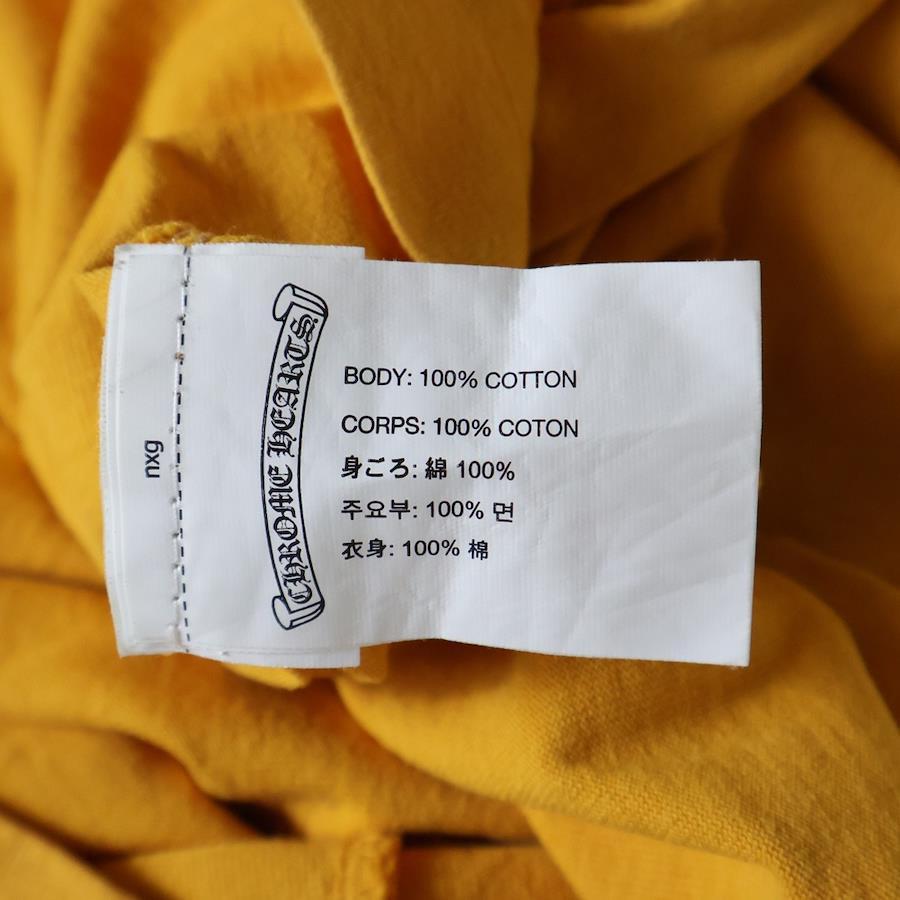 nxg
CHROME HEARTS
BODY: 100% COTTON
CORPS: 100% COTON
身ごろ: 綿 100%
주요부: 100% 면
衣身: 100% 棉